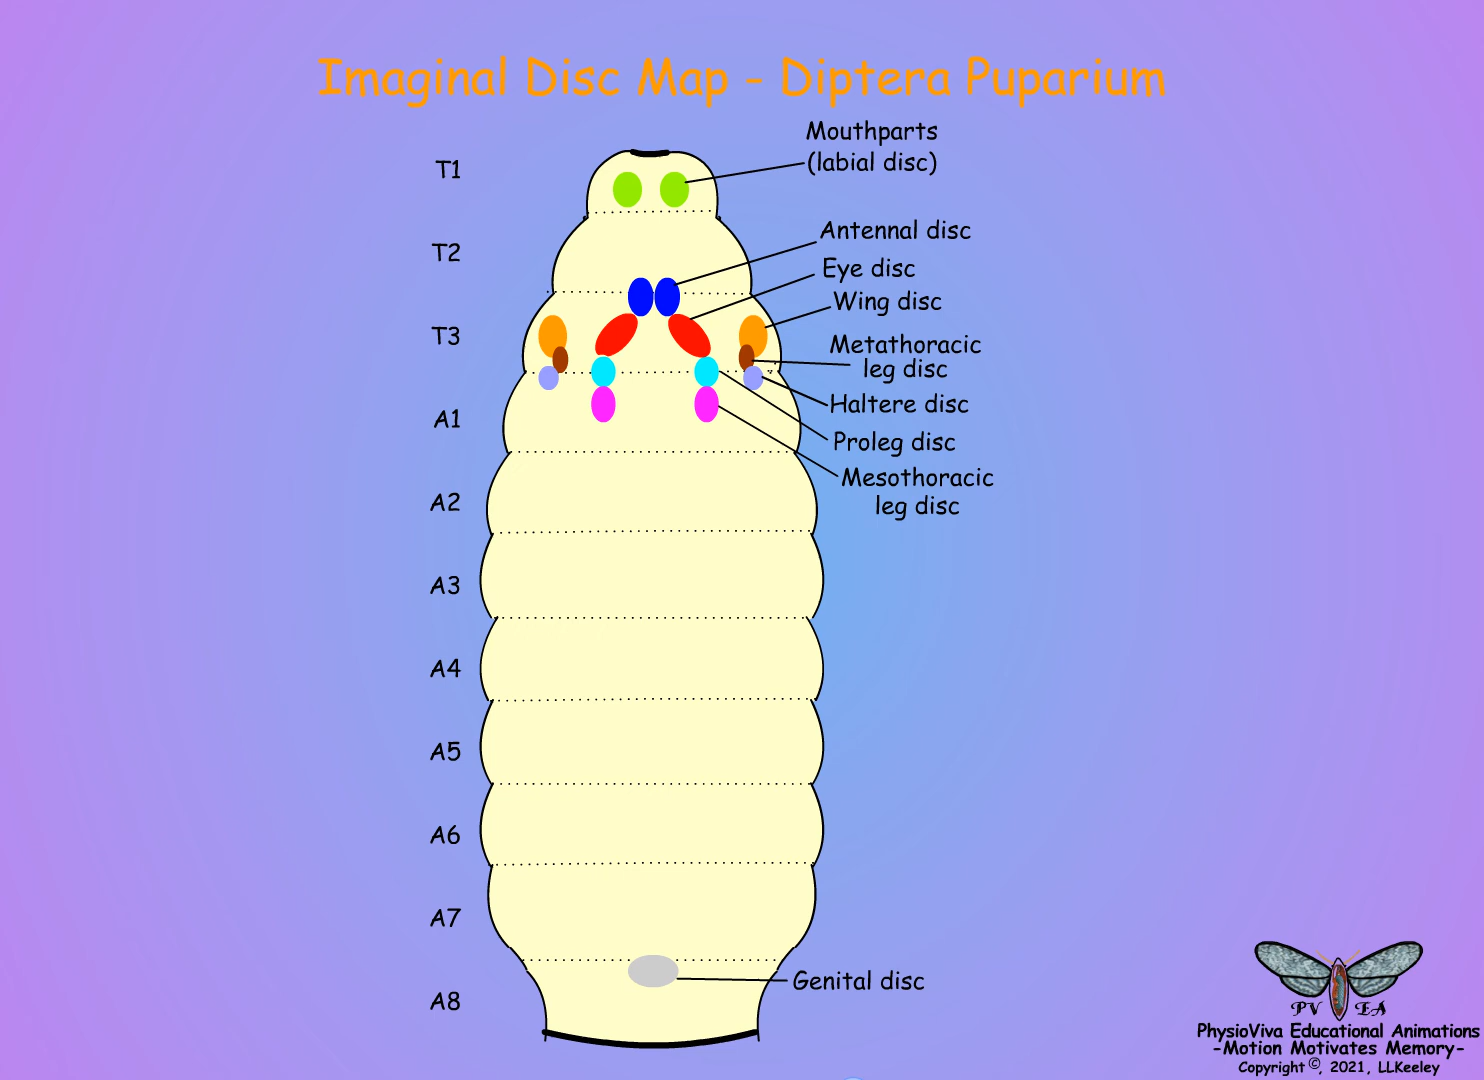 Imaginal Disc Map - Diptera Puparium
Mouthparts
(labial disc)
T1
Antennal disc
T2
Eye disc
Wing disc
T3
Metathoracic
leg disc
Haltere disc
A1
Proleg disc
Mesothoracic
leg disc
A2
A3
A4
A5
A6
A7
Genital disc
A8
PV EA
PhysioViva Educational Animations
-Motion Motivates Memory-
Copyright ©, 2021, LLKeeley